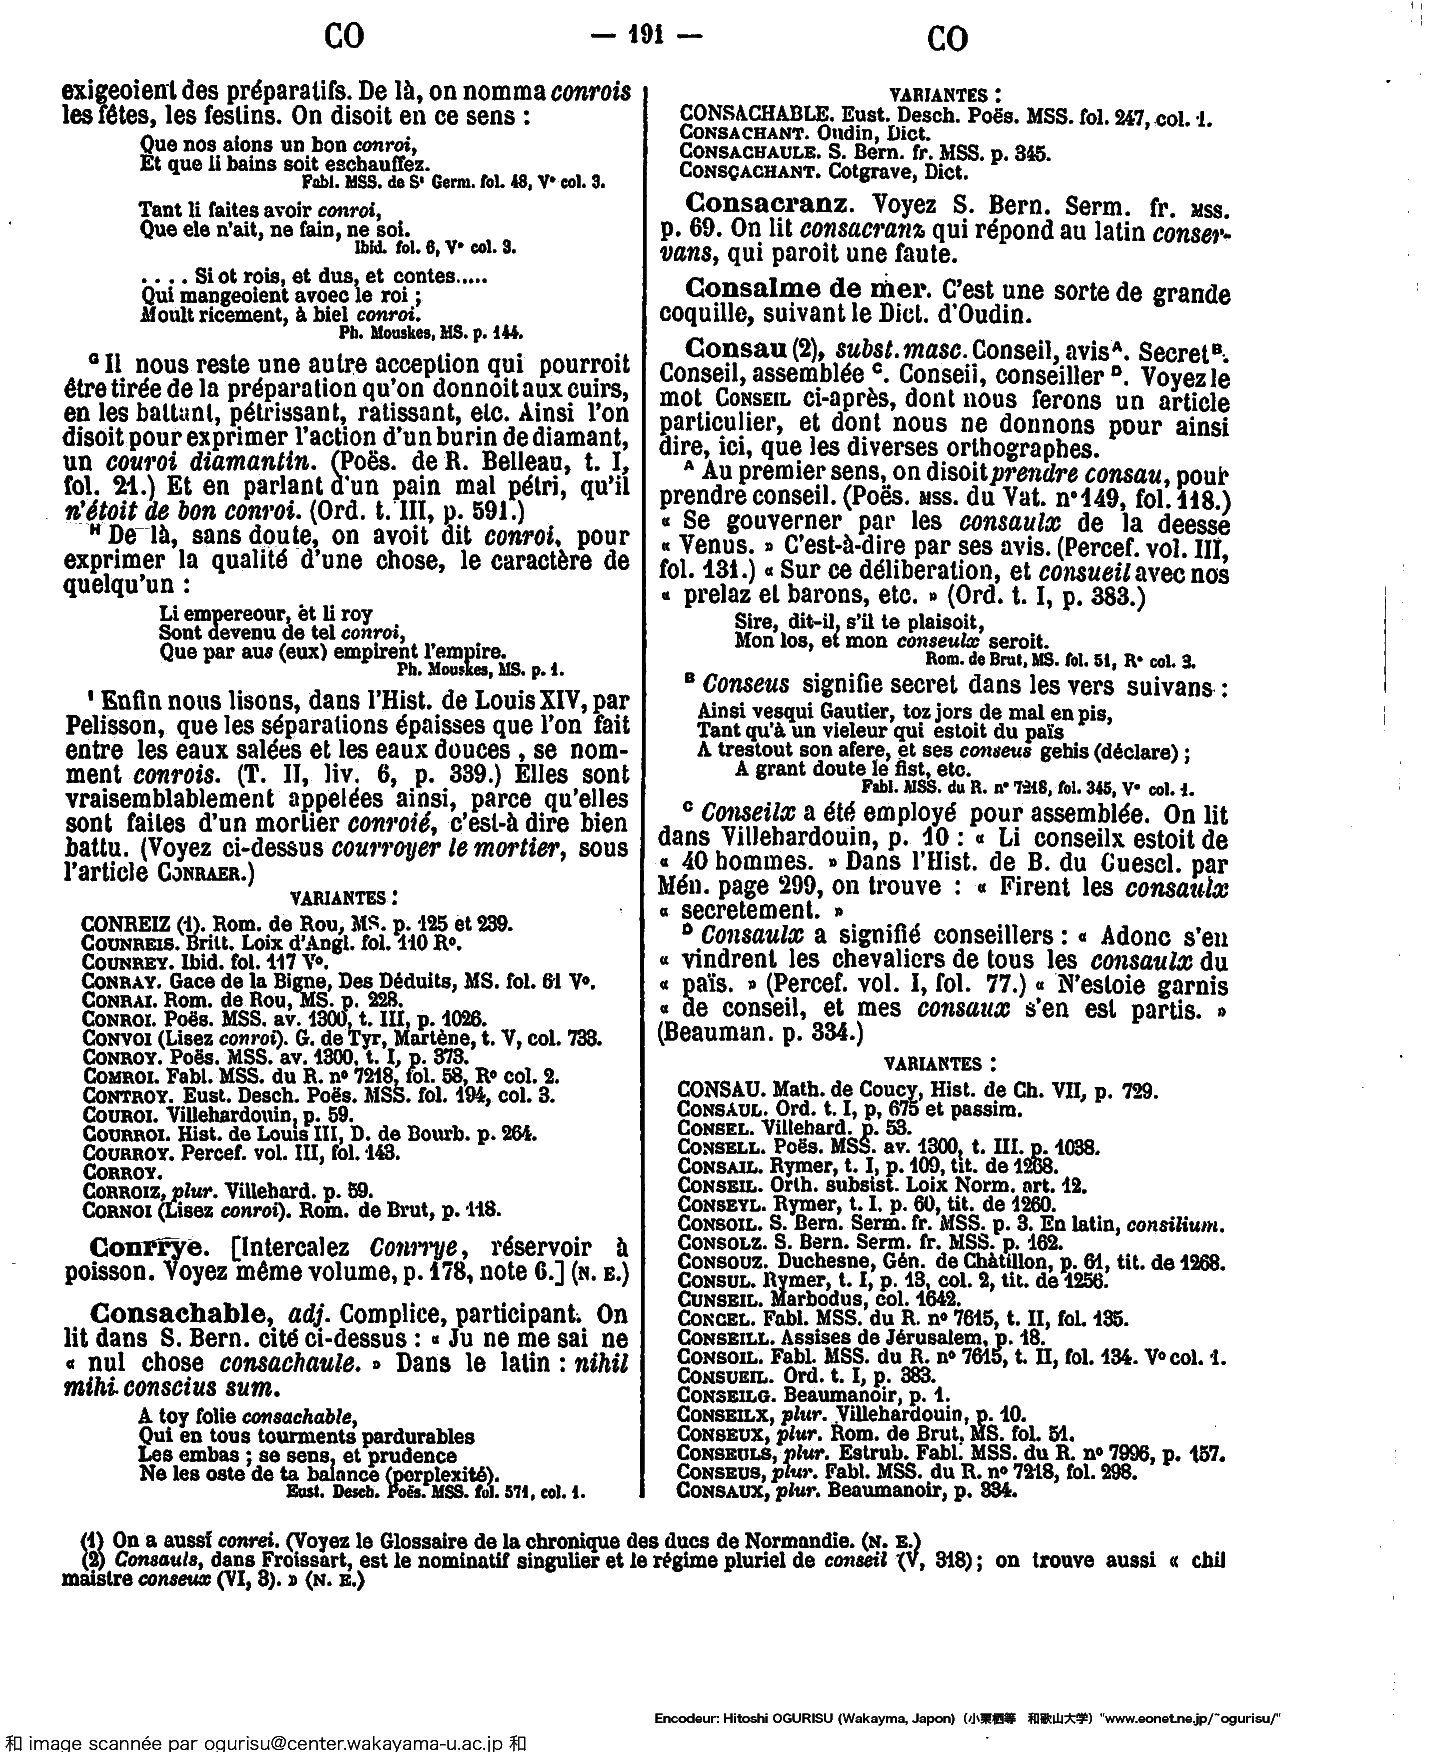 CO
— 191 —
CO
exigeoient des préparatifs. De là, on nomma conrois
les fêtes, les festins. On disoit en ce sens :
Que nos aions un bon conroi,
Et que li bains soit eschauffez.
Fabl. MSS. de St Germ. fol. 48, Vo col. 3.
Tant li faites avoir conroi,
Que ele n'ait, ne fain, ne soi.
Ibid. fol. 6, Vo col. 3.
. . . . Si ot rois, et dus, et contes.....
Qui mangeoient avoec le roi ;
Moult ricement, à biel conroi.
Ph. Mouskes, MS. p. 144.
G Il nous reste une autre acception qui pourroit
être tirée de la préparation qu'on donnoit aux cuirs,
en les battant, pétrissant, ratissant, etc. Ainsi l'on
disoit pour exprimer l'action d'un burin de diamant,
un couroi diamantin. (Poës. de R. Belleau, t. I,
fol. 21.) Et en parlant d'un pain mal pétri, qu'il
n'étoit de bon conroi. (Ord. t. III, p. 591.)
H De là, sans doute, on avoit dit conroi, pour
exprimer la qualité d'une chose, le caractère de
quelqu'un :
Li empereour, èt li roy
Sont devenu de tel conroi,
Que par aus (eux) empirent l'empire.
Ph. Mouskes, MS. p. 1.
I Enfin nous lisons, dans l'Hist. de Louis XIV, par
Pelisson, que les séparations épaisses que l'on fait
entre les eaux salées et les eaux douces , se nom-
ment conrois. (T. II, liv. 6, p. 339.) Elles sont
vraisemblablement appelées ainsi, parce qu'elles
sont faites d'un mortier conroié, c'est-à dire bien
battu. (Voyez ci-dessus courroyer le mortier, sous
l'article CONRAER.)
VARIANTES :
CONREIZ (1). Rom. de Rou, MS. p. 125 et 239.
COUNREIS. Britt. Loix d'Angl. fol. 110 Ro.
COUNREY. Ibid. fol. 117 Vo.
CONRAY. Gace de la Bigne, Des Déduits, MS. fol. 61 Vo.
CONRAI. Rom. de Rou, MS. p. 228.
CONROI. Poës. MSS. av. 1300, t. III, p. 1026.
CONVOI (Lisez conroi). G. de Tyr, Martène, t. V, col. 733.
CONROY. Poës. MSS. av. 1300, t. I, p. 373.
COMROI. Fabl. MSS. du R. no 7218, fol. 58, Ro col. 2.
CONTROY. Eust. Desch. Poës. MSS. fol. 194, col. 3.
COUROI. Villehardouin, p. 59.
COURROI. Hist. de Louis III, D. de Bourb. p. 264.
COURROY. Percef. vol. III, fol. 143.
CORROY.
CORROIZ, plur. Villehard. p. 59.
CORNOI (Lisez conroi). Rom. de Brut, p. 118.
Conrrye. [Intercalez Conrrye, réservoir à
poisson. Voyez même volume, p. 178, note 6.] (N. E.)
Consachable, adj. Complice, participant. On
lit dans S. Bern. cité ci-dessus : « Ju ne me sai ne
« nul chose consachaule. » Dans le latin : nihil
mihi conscius sum.
A toy folie consachable,
Qui en tous tourments pardurables
Les embas ; se sens, et prudence
Ne les oste de ta balance (perplexité).
Eust. Desch. Poës. MSS. fol. 571, col. 1.
VARIANTES :
CONSACHABLE. Eust. Desch. Poës. MSS. fol. 247, col. 1.
CONSACHANT. Oudin, Dict.
CONSACHAULE. S. Bern. fr. MSS. p. 345.
CONSÇACHANT. Cotgrave, Dict.
Consacranz. Voyez S. Bern. Serm. fr. MSS.
p. 69. On lit consacranz qui répond au latin conser-
vans, qui paroit une faute.
Consalme de mer. C'est une sorte de grande
coquille, suivant le Dict. d'Oudin.
Consau (2), subst. masc. Conseil, avis A. Secret B.
Conseil, assemblée C. Conseil, conseiller D. Voyez le
mot CONSEIL ci-après, dont nous ferons un article
particulier, et dont nous ne donnons pour ainsi
dire, ici, que les diverses orthographes.
A Au premier sens, on disoit prendre consau, pour
prendre conseil. (Poës. MSS. du Vat. no 149, fol. 118.)
« Se gouverner par les consaulx de la deesse
« Venus. » C'est-à-dire par ses avis. (Percef. vol. III,
fol. 131.) « Sur ce déliberation, et consueil avec nos
« prelaz et barons, etc. » (Ord. t. I, p. 383.)
Sire, dit-il, s'il te plaisoit,
Mon los, et mon conseulx seroit.
Rom. de Brut, MS. fol. 51, Ro col. 3.
B Conseus signifie secret dans les vers suivans :
Ainsi vesqui Gautier, toz jors de mal en pis,
Tant qu'à un vieleur qui estoit du païs
A trestout son afere, et ses conseus gehis (déclare) ;
A grant doute le fist, etc.
Fabl. MSS. du R. no 7218, fol. 345, Vo col. 1.
C Conseilx a été employé pour assemblée. On lit
dans Villehardouin, p. 10 : « Li conseilx estoit de
« 40 hommes. » Dans l'Hist. de B. du Guescl. par
Mén. page 299, on trouve : « Firent les consaulx
« secretement. »
D Consaulx a signifié conseillers : « Adonc s'en
« vindrent les chevaliers de tous les consaulx du
« païs. » (Percef. vol. I, fol. 77.) « N'estoie garnis
« de conseil, et mes consaux s'en est partis. »
(Beauman. p. 334.)
VARIANTES :
CONSAU. Math. de Coucy, Hist. de Ch. VII, p. 729.
CONSAUL. Ord. t. I, p, 675 et passim.
CONSEL. Villehard. p. 53.
CONSELL. Poës. MSS. av. 1300, t. III. p. 1038.
CONSAIL. Rymer, t. I, p. 109, tit. de 1268.
CONSEIL. Orth. subsist. Loix Norm. art. 12.
CONSEYL. Rymer, t. I, p. 60, tit. de 1260.
CONSOIL. S. Bern. Serm. fr. MSS. p. 3. En latin, consilium.
CONSOLZ. S. Bern. Serm. fr. MSS. p. 162.
CONSOUZ. Duchesne, Gén. de Châtillon, p. 61, tit. de 1268.
CONSUL. Rymer, t. I, p. 13, col. 2, tit. de 1256.
CUNSEIL. Marbodus, col. 1642.
CONCEL. Fabl. MSS. du R. no 7615, t. II, fol. 135.
CONSEILL. Assises de Jérusalem, p. 18.
CONSOIL. Fabl. MSS. du R. no 7615, t. II, fol. 134. Vo col. 1.
CONSUEIL. Ord. t. I, p. 383.
CONSEILG. Beaumanoir, p. 1.
CONSEILX, plur. Villehardouin, p. 10.
CONSEUX, plur. Rom. de Brut, MS. fol. 51.
CONSEULS, plur. Estrub. Fabl. MSS. du R. no 7996, p. 157.
CONSEUS, plur. Fabl. MSS. du R. no 7218, fol. 298.
CONSAUX, plur. Beaumanoir, p. 334.
(1) On a aussi conrei. (Voyez le Glossaire de la chronique des ducs de Normandie. (N. E.)
(2) Consauls, dans Froissart, est le nominatif singulier et le régime pluriel de conseil (V, 318) ; on trouve aussi « chil
maistre conseux (VI, 3). » (N. E.)
Encodeur: Hitoshi OGURISU (Wakayma, Japon) (小栗栖等 和歌山大学) "www.eonet.ne.jp/~ogurisu/"
和 image scannée par ogurisu@center.wakayama-u.ac.jp 和